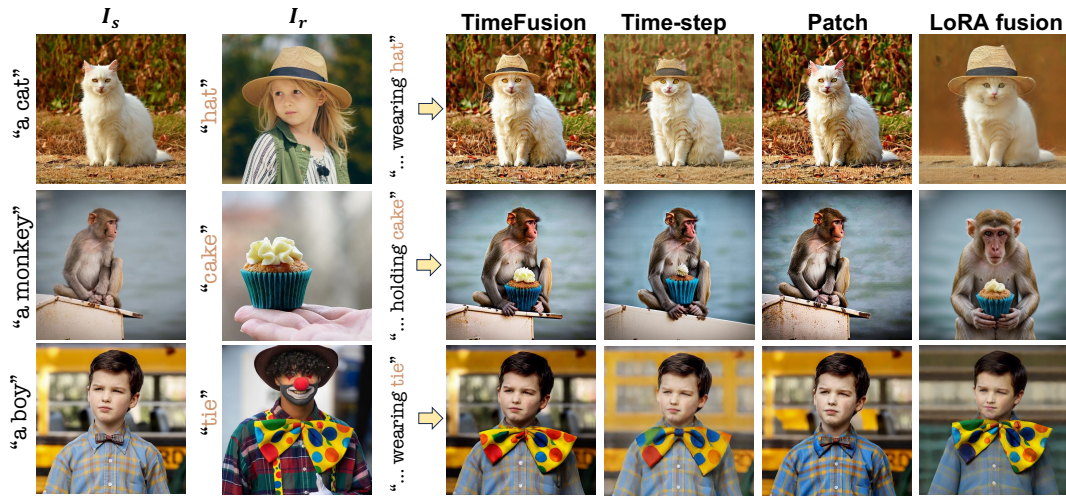 I_s I_r TimeFusion Time-step Patch LoRA fusion
“a cat” “hat” “... wearing hat”
“a monkey” “cake” “... holding cake”
“a boy” “tie” “... wearing tie”